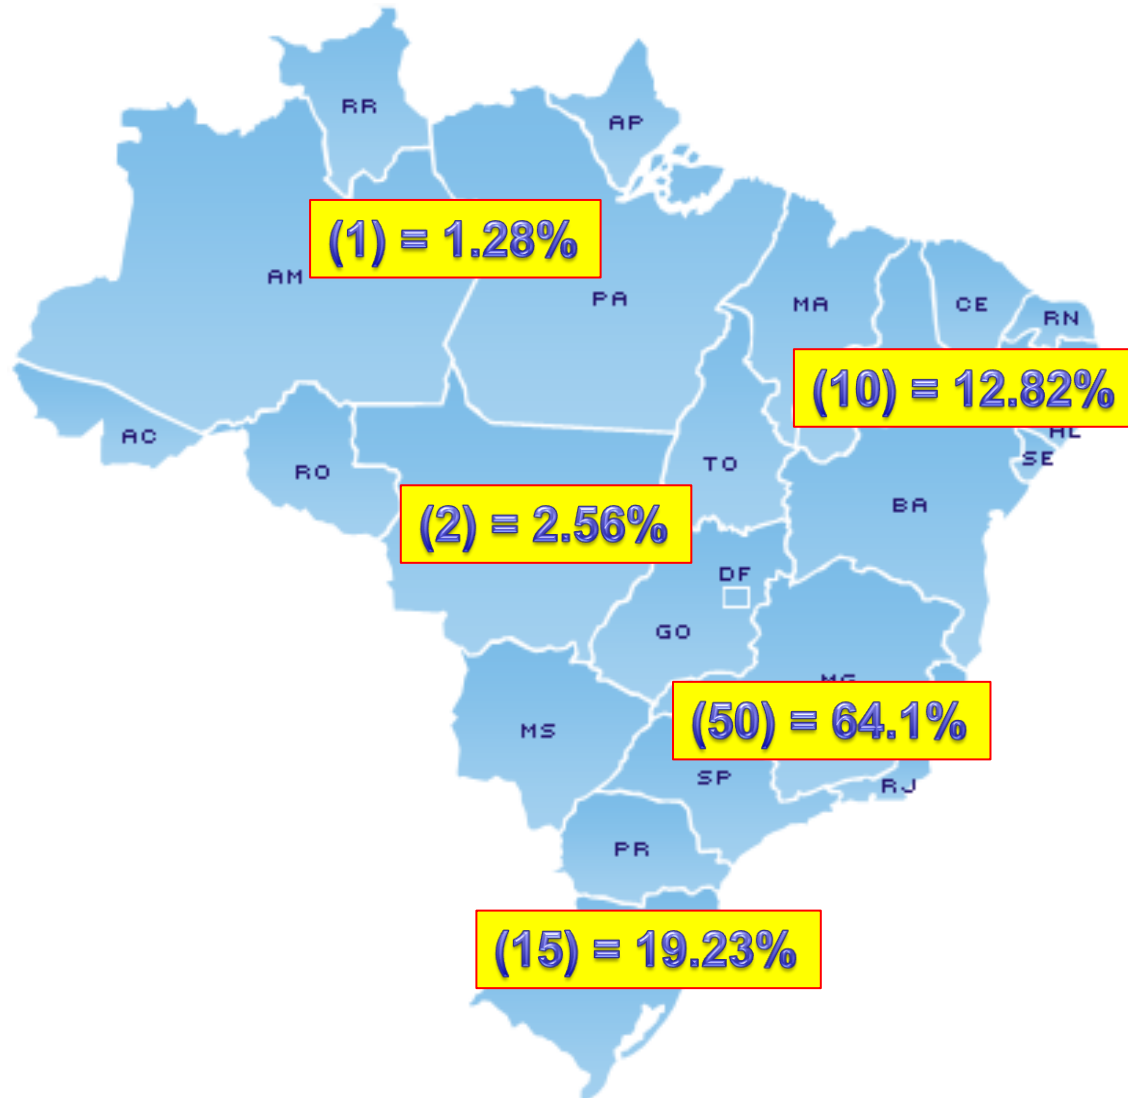 RR
AP
(1) = 1.28%
AM
PA
MA
CE
RN
(10) = 12.82%
AC
AL
SE
RO
TO
BA
(2) = 2.56%
DF
GO
MG
(50) = 64.1%
MS
SP
RJ
PR
(15) = 19.23%